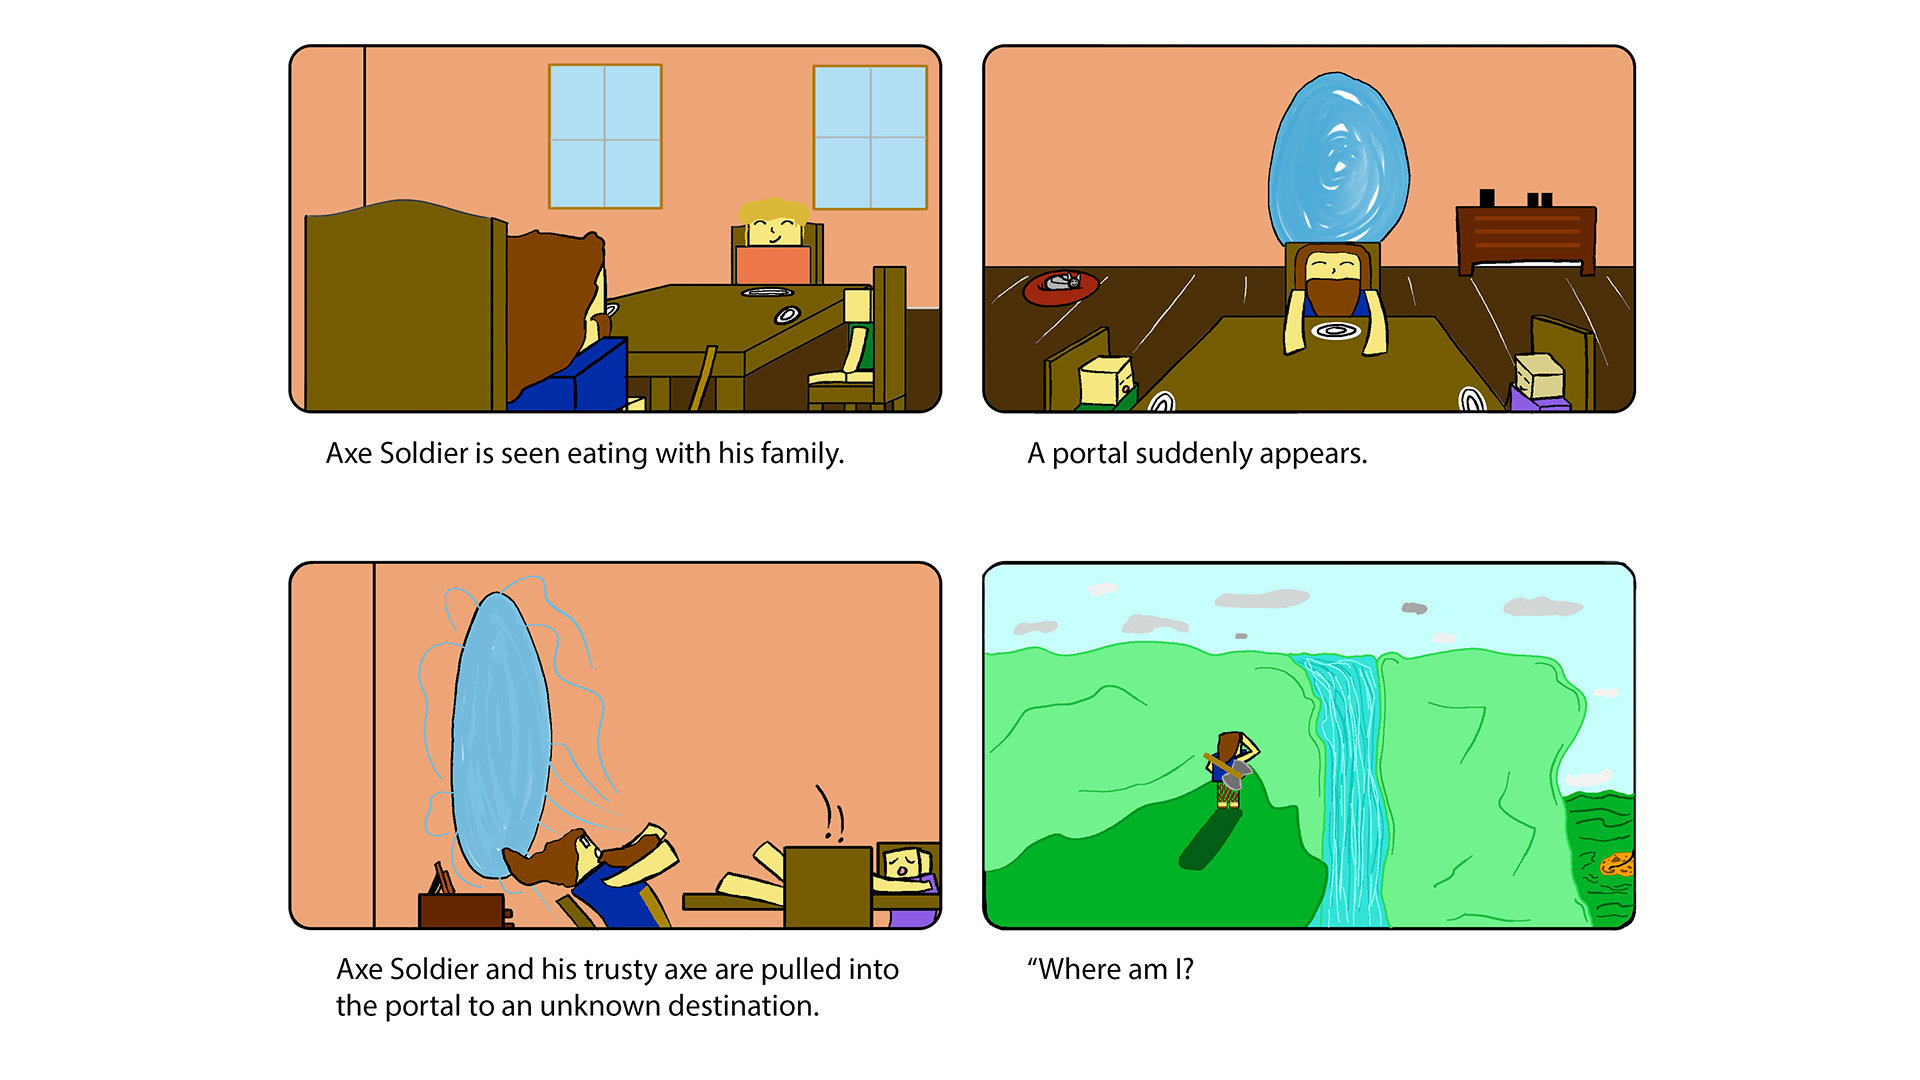 Axe Soldier is seen eating with his family.
A portal suddenly appears.
Axe Soldier and his trusty axe are pulled into
the portal to an unknown destination.
“Where am I?